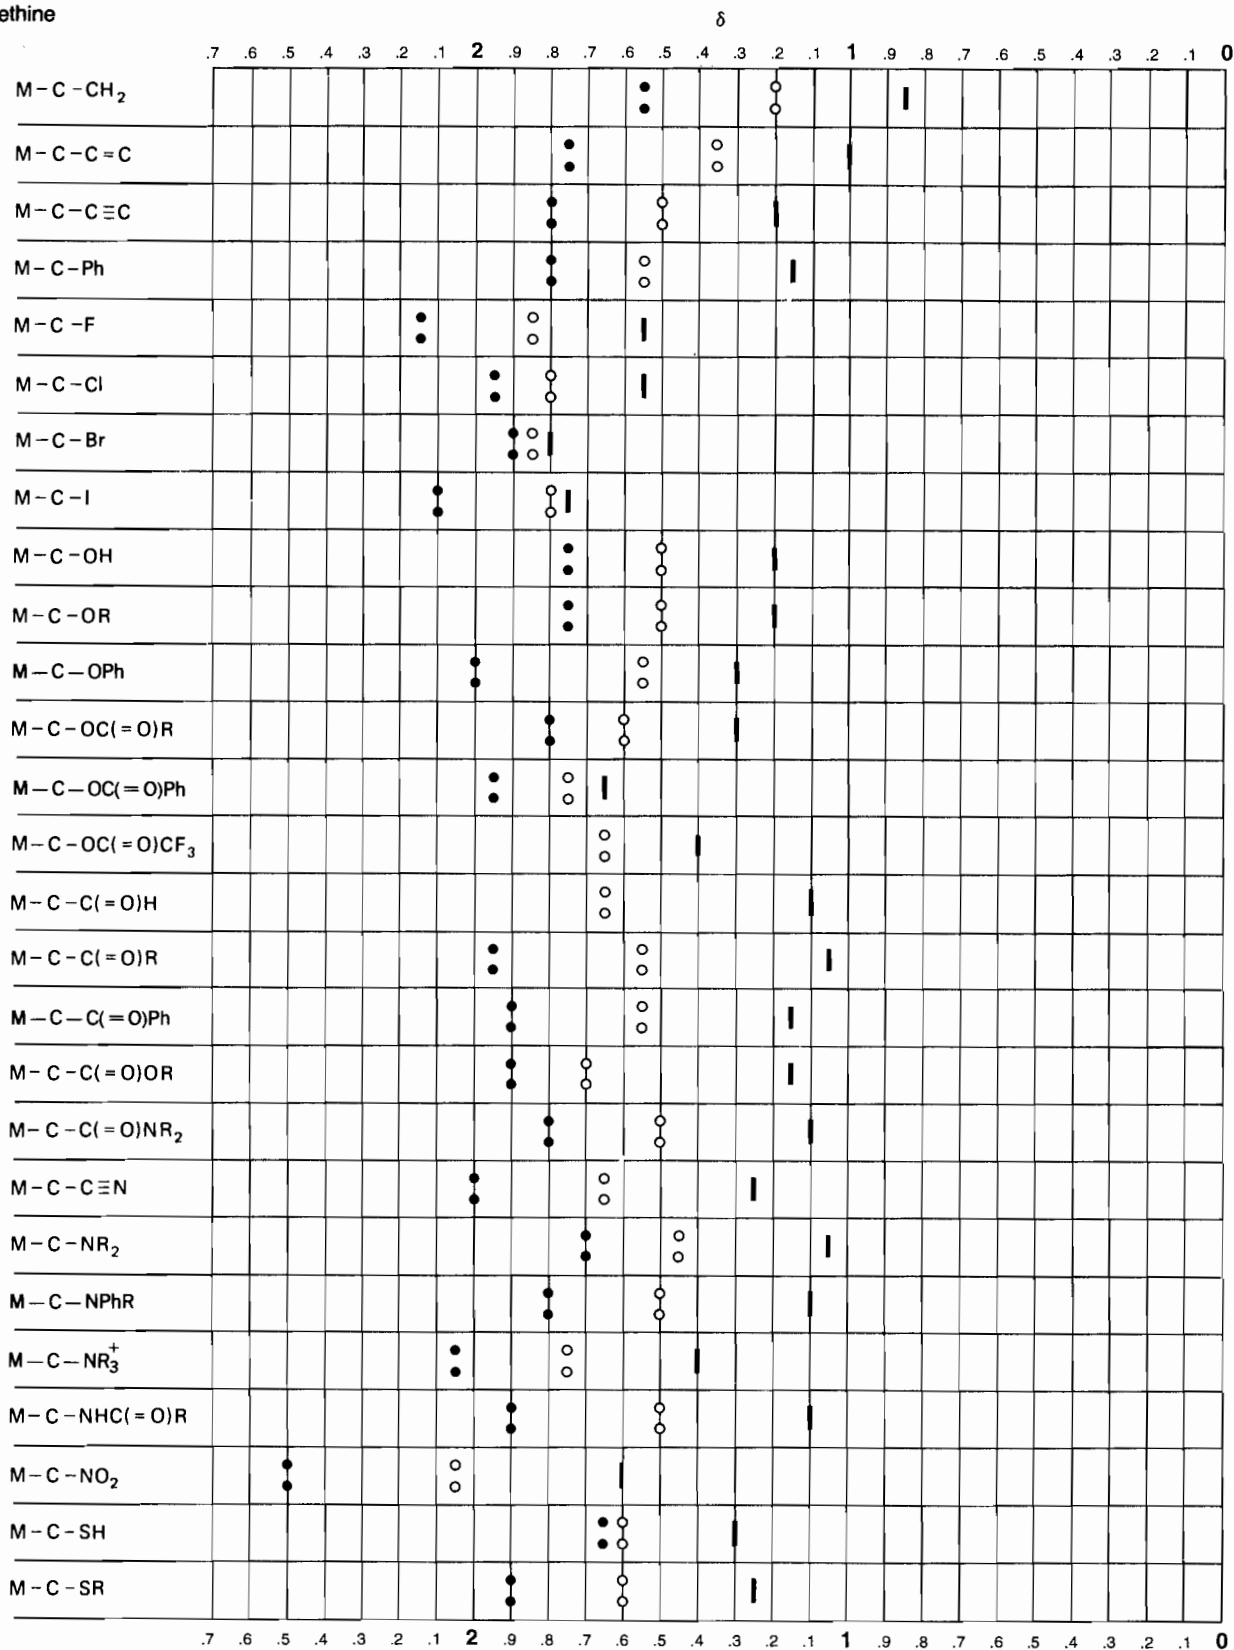 ethine
δ
.7 .6 .5 .4 .3 .2 .1 2 .9 .8 .7 .6 .5 .4 .3 .2 .1 1 .9 .8 .7 .6 .5 .4 .3 .2 .1 0
M-C-CH₂
M-C-C=C
M-C-C≡C
M-C-Ph
M-C-F
M-C-Cl
M-C-Br
M-C-I
M-C-OH
M-C-OR
M-C-OPh
M-C-OC(=O)R
M-C-OC(=O)Ph
M-C-OC(=O)CF₃
M-C-C(=O)H
M-C-C(=O)R
M-C-C(=O)Ph
M-C-C(=O)OR
M-C-C(=O)NR₂
M-C-C≡N
M-C-NR₂
M-C-NPhR
M-C-NR₃⁺
M-C-NHC(=O)R
M-C-NO₂
M-C-SH
M-C-SR
.7 .6 .5 .4 .3 .2 .1 2 .9 .8 .7 .6 .5 .4 .3 .2 .1 1 .9 .8 .7 .6 .5 .4 .3 .2 .1 0